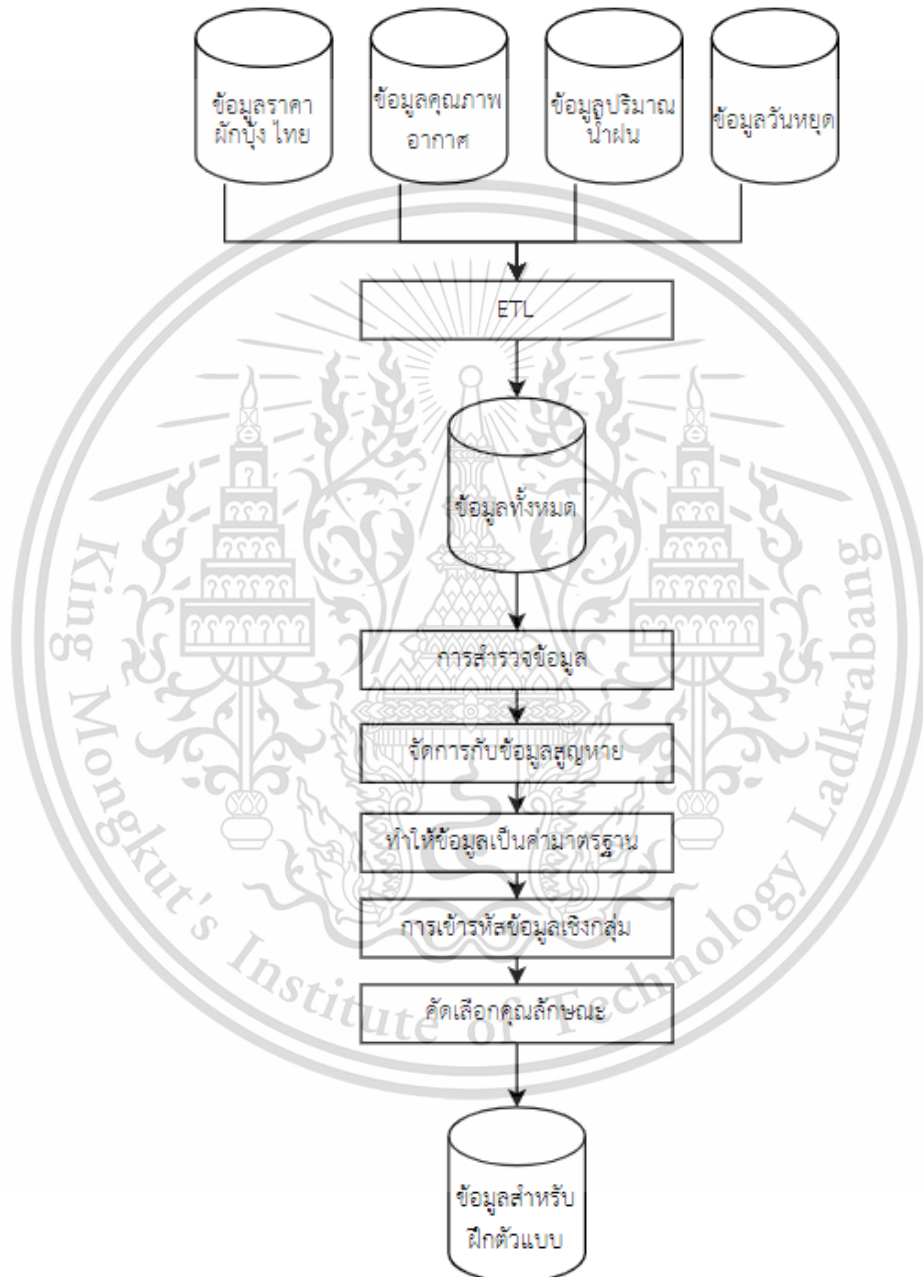 ข้อมูลราคา
ผักบุ้ง ไทย
ข้อมูลคุณภาพ
อากาศ
ข้อมูลปริมาณ
น้ำฝน
ข้อมูลวันหยุด
ETL
ข้อมูลทั้งหมด
การสำรวจข้อมูล
จัดการกับข้อมูลสูญหาย
ทำให้ข้อมูลเป็นค่ามาตรฐาน
การเข้ารหัสข้อมูลเชิงกลุ่ม
คัดเลือกคุณลักษณะ
ข้อมูลสำหรับ
ฝึกตัวแบบ
King Mongkut's Institute of Technology Ladkrabang